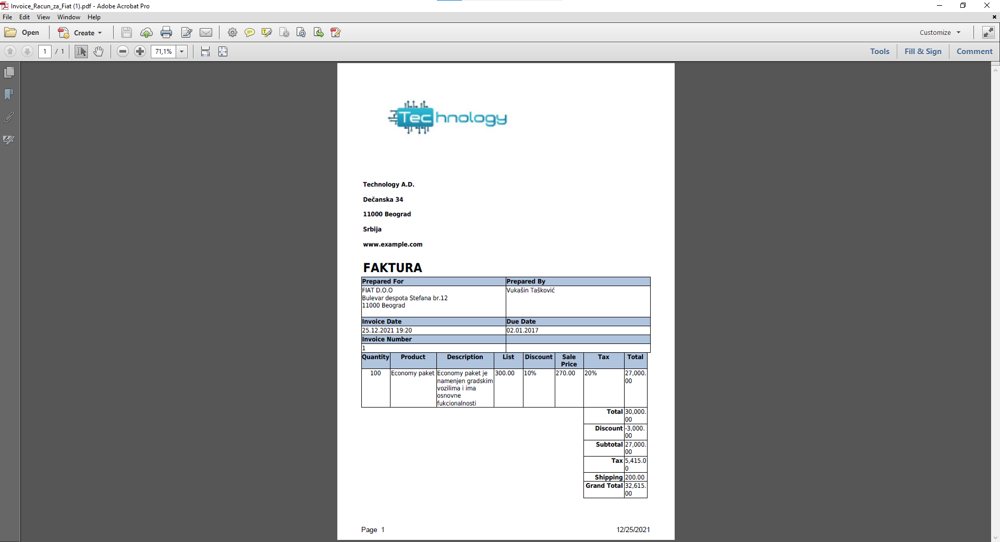 Invoice_Racun_za_Fiat (1).pdf - Adobe Acrobat Pro
File Edit View Window Help
Open Create Customize
1 / 1 71,1% Tools Fill & Sign Comment
Technology
Technology A.D.
Dečanska 34
11000 Beograd
Srbija
www.example.com
FAKTURA
Prepared For Prepared By
FIAT D.O.O Vukašin Tašković
Bulevar despota Stefana br.12
11000 Beograd
Invoice Date Due Date
25.12.2021 19:20 02.01.2017
Invoice Number
1
Quantity Product Description List Discount Sale Tax Total
Price
100 Economy paket Economy paket je 300.00 10% 270.00 20% 27,000.
namenjen gradskim 00
vozilima i ima
osnovne
fukcionalnosti
Total 30,000.
00
Discount -3,000.
00
Subtotal 27,000.
00
Tax 5,415.0
0
Shipping 200.00
Grand Total 32,615.
00
Page 1 12/25/2021